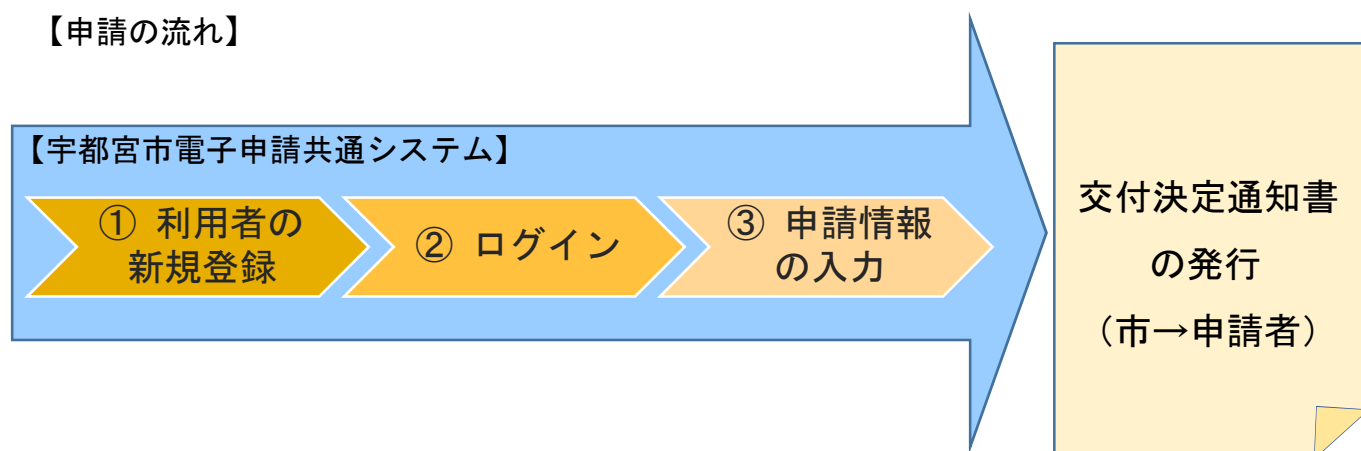 【申請の流れ】
【宇都宮市電子申請共通システム】
① 利用者の
新規登録
② ログイン
③ 申請情報
の入力
交付決定通知書
の発行
（市→申請者）